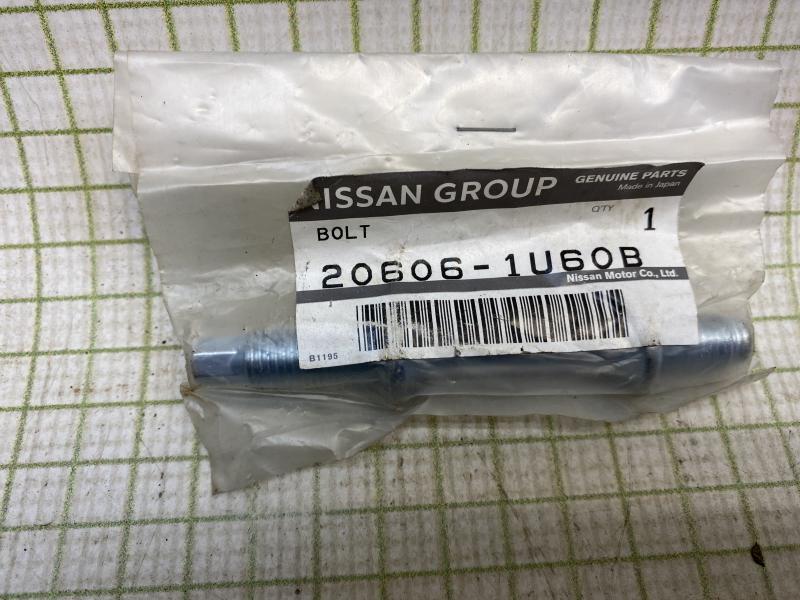 NISSAN GROUP GENUINE PARTS
Made in Japan
BOLT QTY 1
20606-1U60B
Nissan Motor Co., Ltd.
B1195